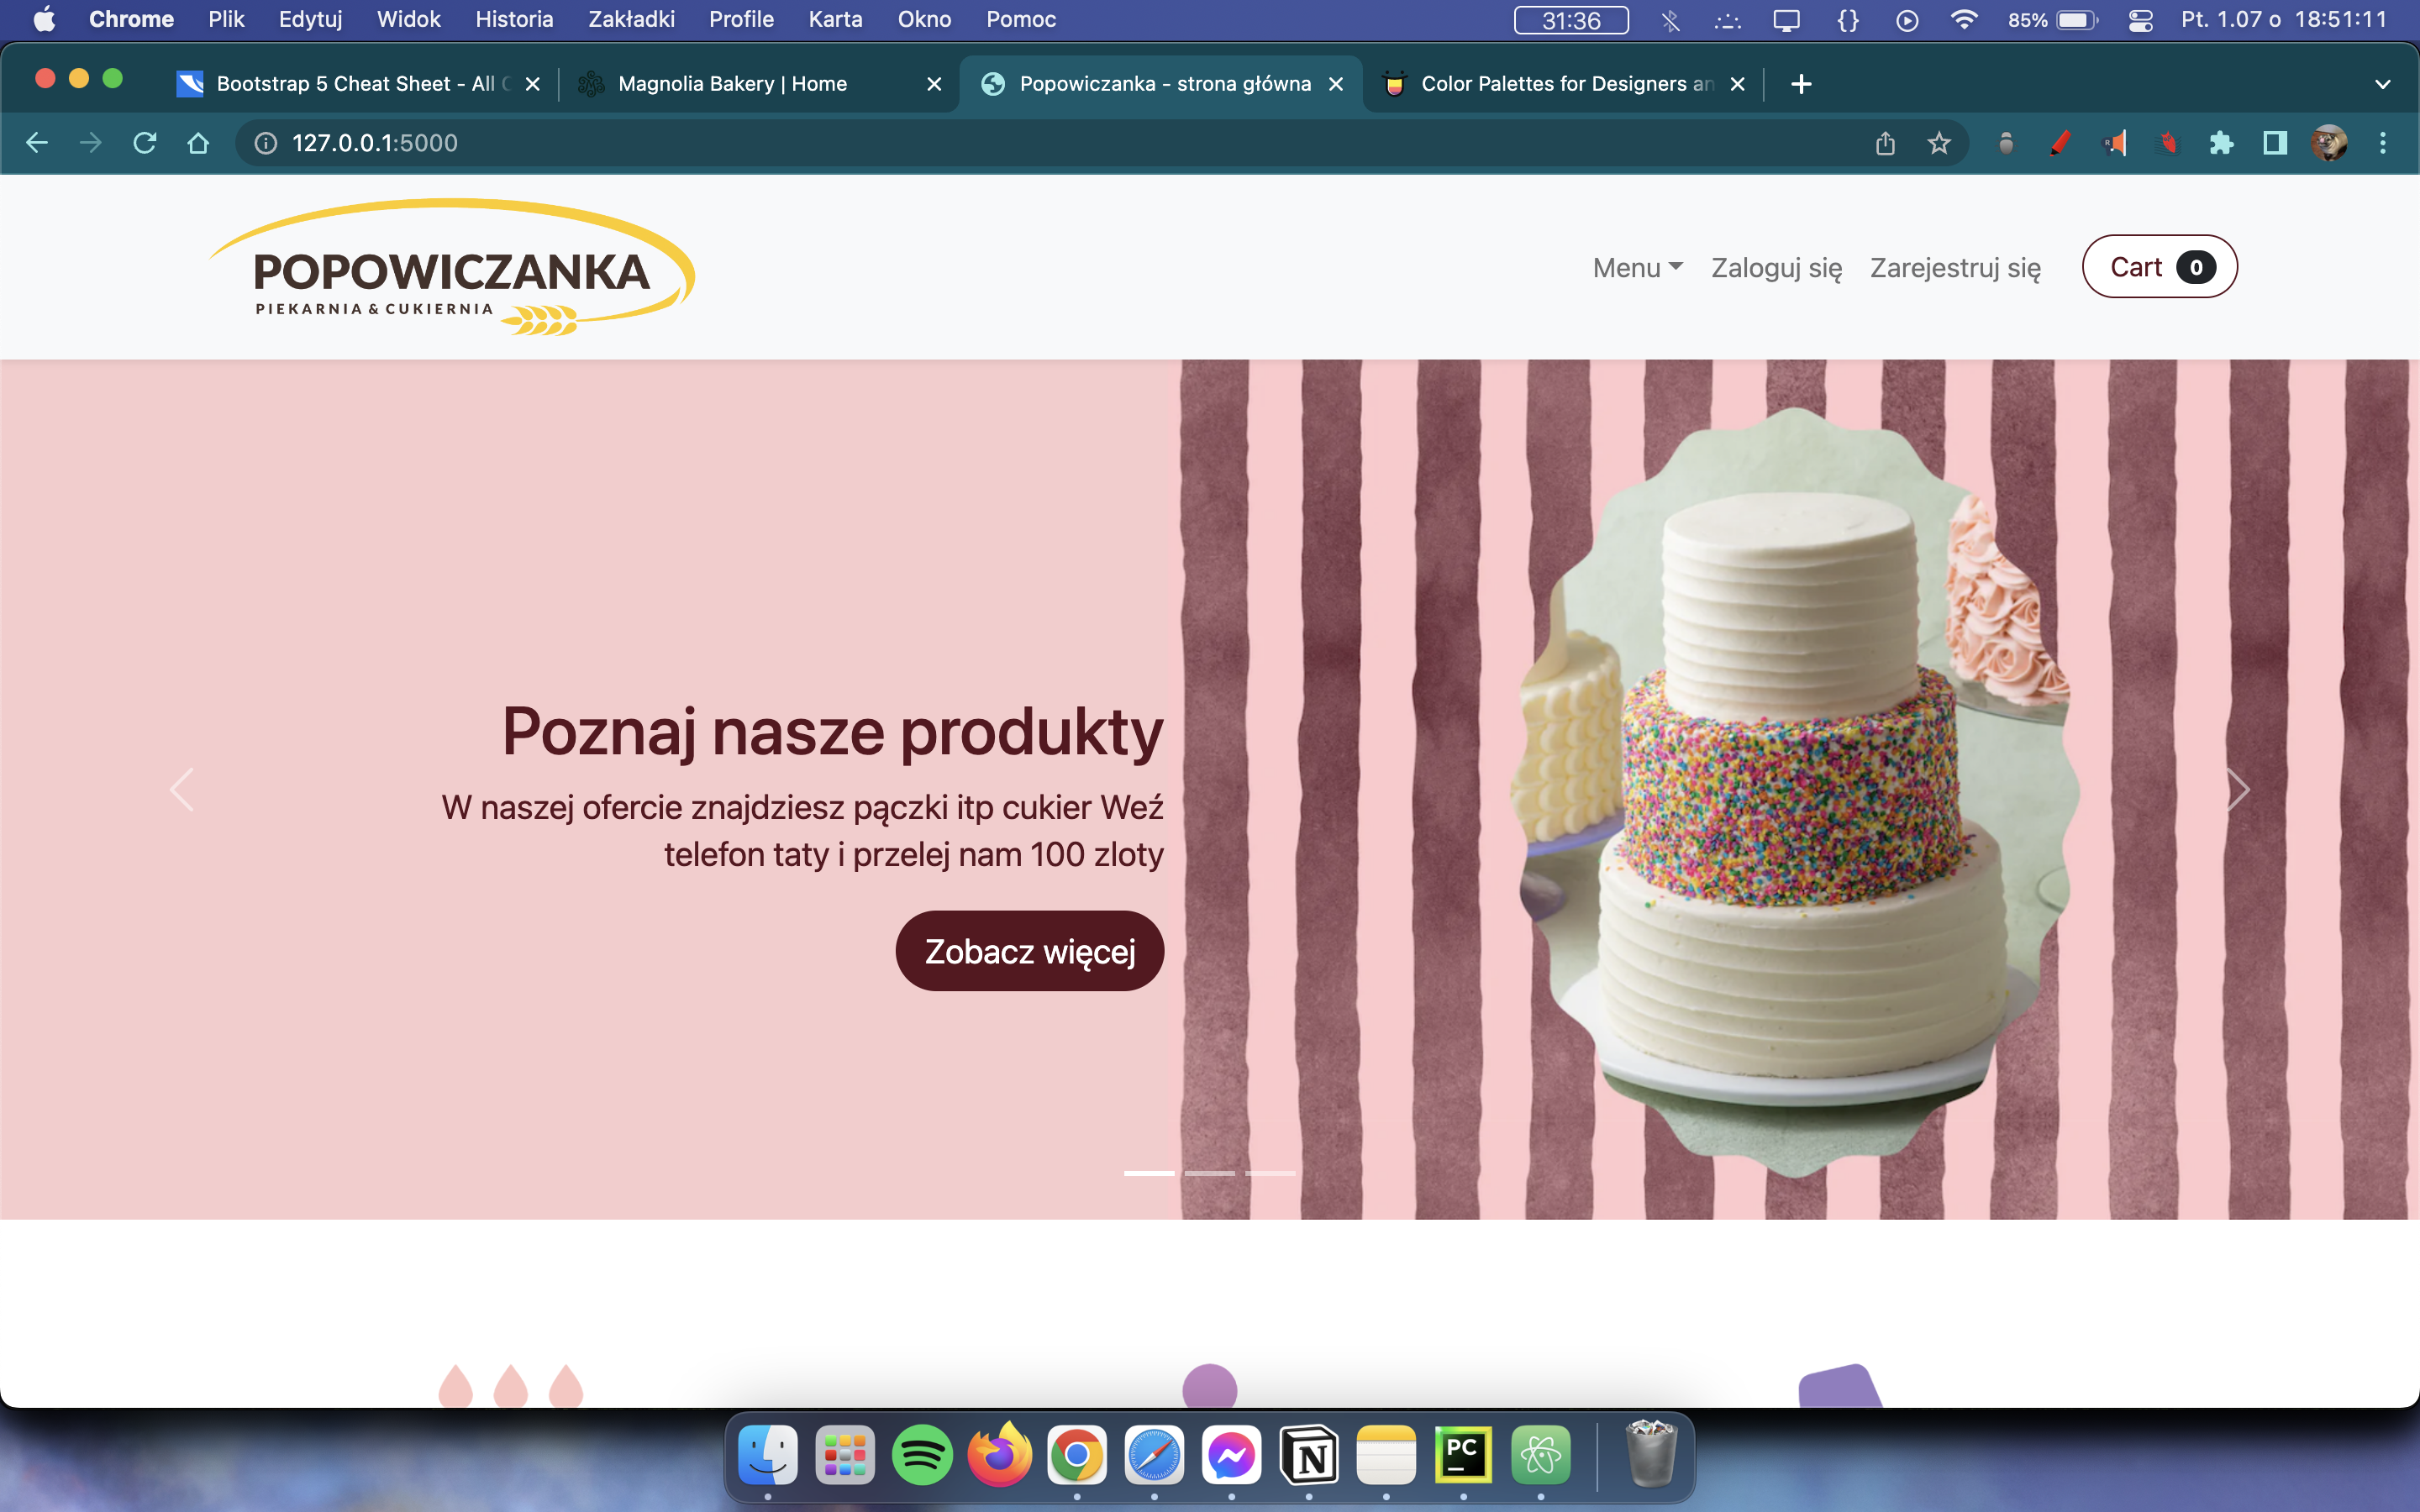 Chrome Plik Edytuj Widok Historia Zakładki Profile Karta Okno Pomoc 31:36 85% Pt. 1.07 o 18:51:11
Bootstrap 5 Cheat Sheet - All Magnolia Bakery | Home Popowiczanka - strona główna Color Palettes for Designers an
127.0.0.1:5000
POPOWICZANKA
PIEKARNIA & CUKIERNIA
Menu Zaloguj się Zarejestruj się Cart 0
Poznaj nasze produkty
W naszej ofercie znajdziesz pączki itp cukier Weź
telefon taty i przelej nam 100 zloty
Zobacz więcej
PC